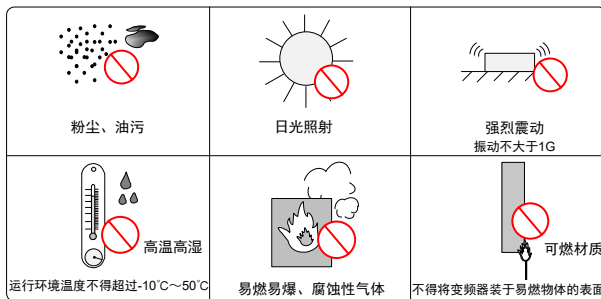 粉尘、油污
日光照射
强烈震动
振动不大于1G
高温高湿
运行环境温度不得超过-10℃～50℃
易燃易爆、腐蚀性气体
可燃材质
不得将变频器装于易燃物体的表面